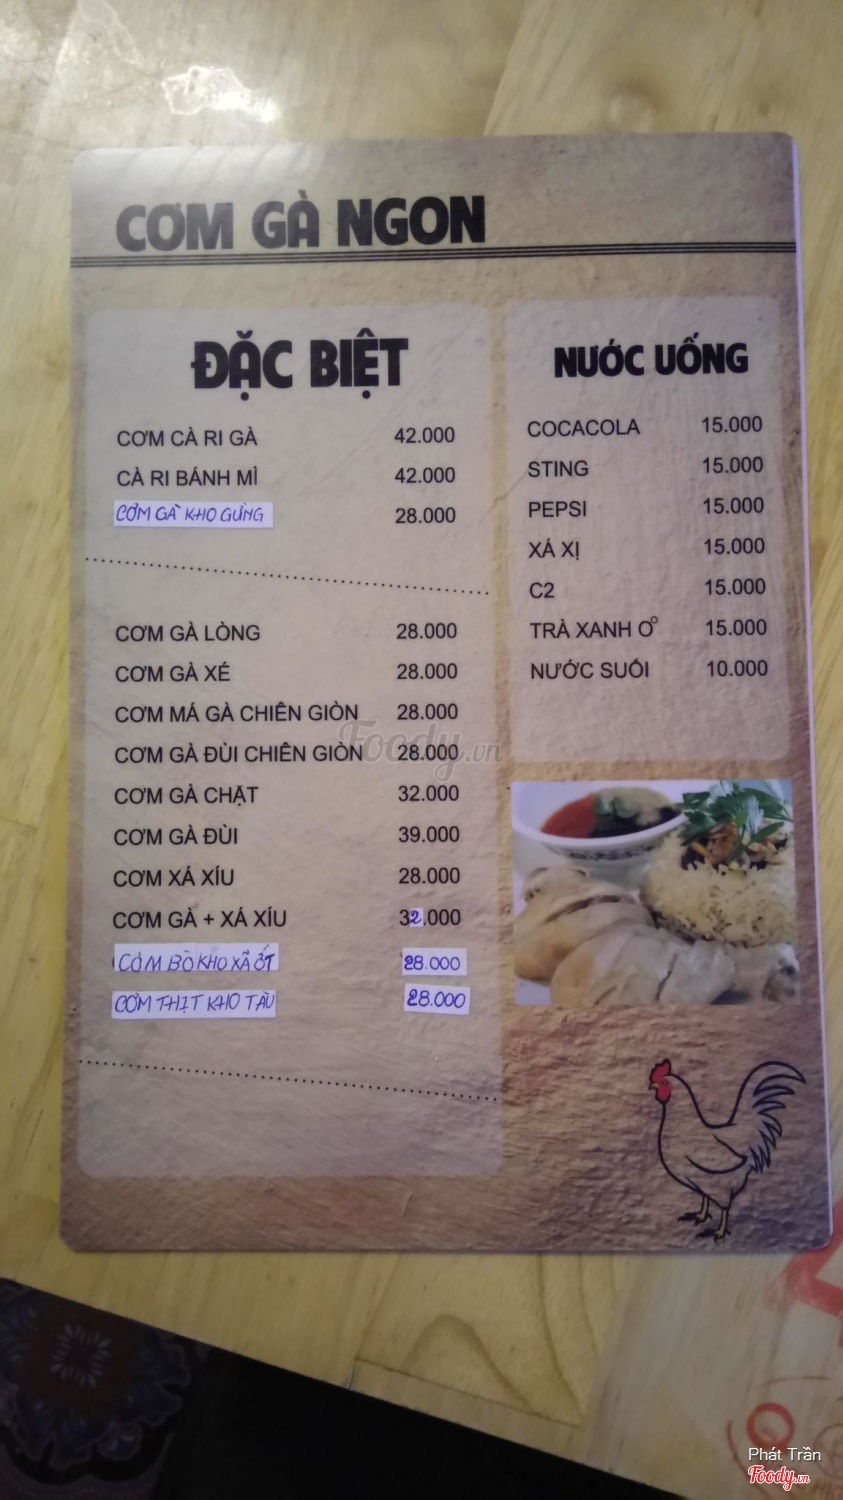 CƠM GÀ NGON
ĐẶC BIỆT
CƠM CÀ RI GÀ 42.000
CÀ RI BÁNH MÌ 42.000
CƠM GÀ KHO GỪNG 28.000
CƠM GÀ LÒNG 28.000
CƠM GÀ XÉ 28.000
CƠM MÁ GÀ CHIÊN GIÒN 28.000
CƠM GÀ ĐÙI CHIÊN GIÒN 28.000
CƠM GÀ CHẶT 32.000
CƠM GÀ ĐÙI 39.000
CƠM XÁ XÍU 28.000
CƠM GÀ + XÁ XÍU 32.000
CƠM BÒ KHO XẢ ỚT 28.000
CƠM THỊT KHO TÀU 28.000
NƯỚC UỐNG
COCACOLA 15.000
STING 15.000
PEPSI 15.000
XÁ XỊ 15.000
C2 15.000
TRÀ XANH O° 15.000
NƯỚC SUỐI 10.000
Foody.vn
Phát Trần
Foody.vn